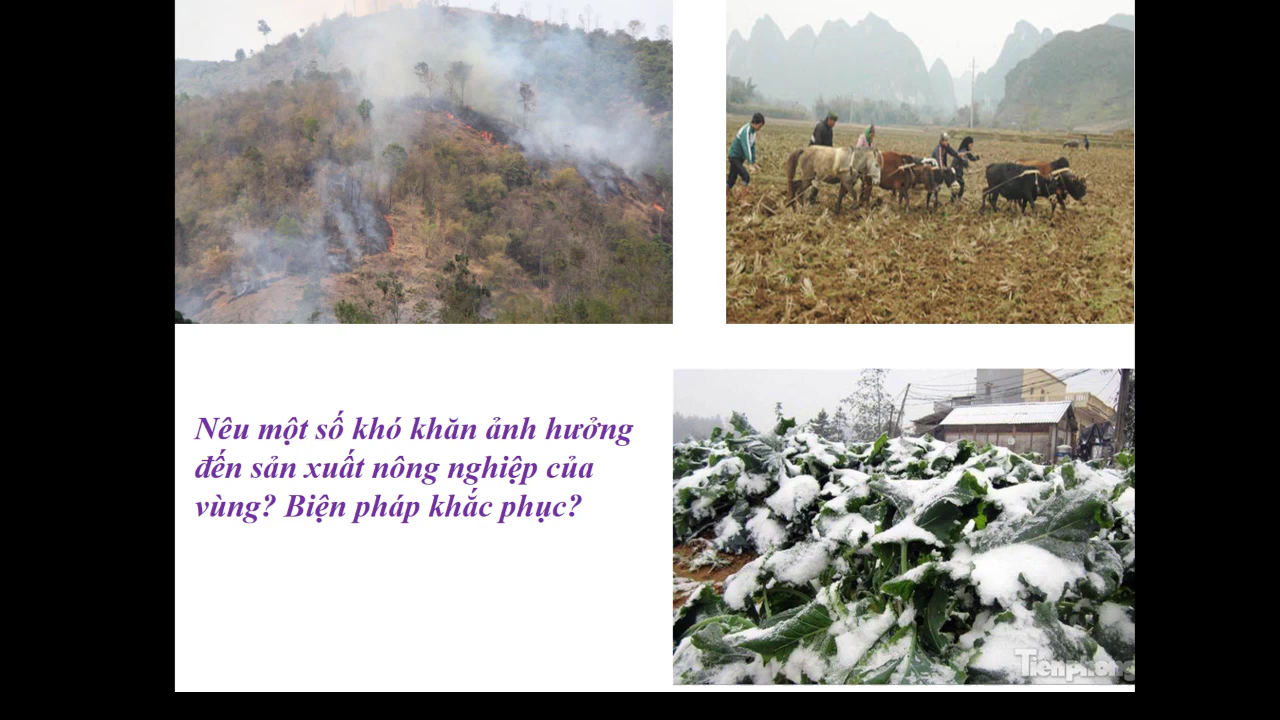 Nêu một số khó khăn ảnh hưởng
đến sản xuất nông nghiệp của
vùng? Biện pháp khắc phục?
Tienphong